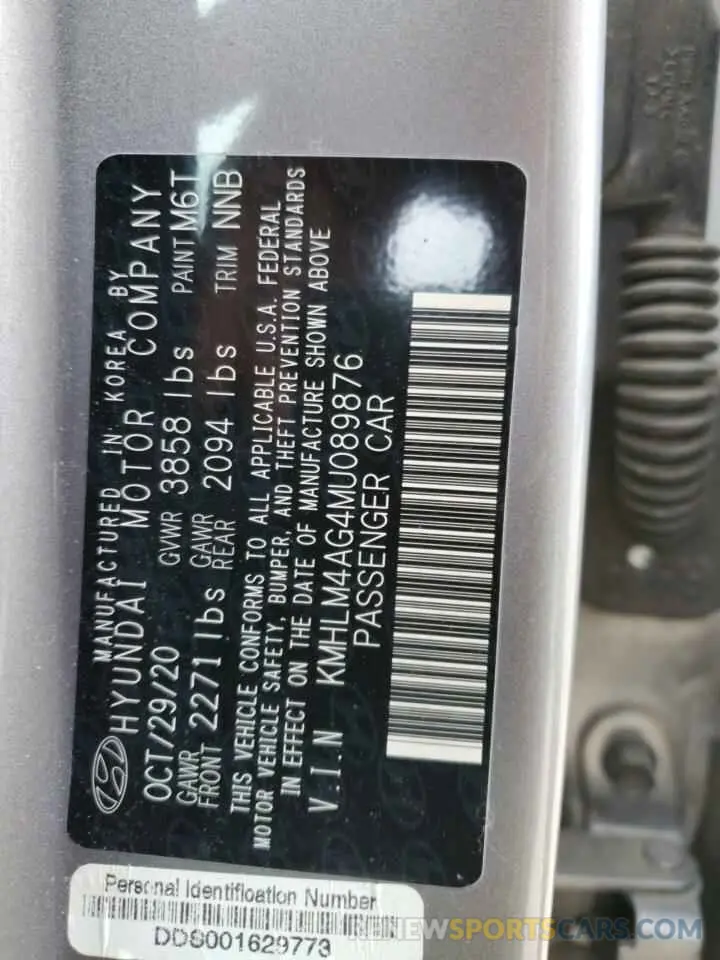 MANUFACTURED IN KOREA BY
HYUNDAI MOTOR COMPANY
OCT/29/20 GVWR 3858 lbs PAINT M6T
GAWR FRONT 2271 lbs GAWR REAR 2094 lbs TRIM NNB
THIS VEHICLE CONFORMS TO ALL APPLICABLE U.S.A. FEDERAL
MOTOR VEHICLE SAFETY, BUMPER, AND THEFT PREVENTION STANDARDS
IN EFFECT ON THE DATE OF MANUFACTURE SHOWN ABOVE
V.I.N KMHLM4AG4MU089876
PASSENGER CAR
Personal Identification Number
DDS001629773
RENEWSPORTSCARS.COM